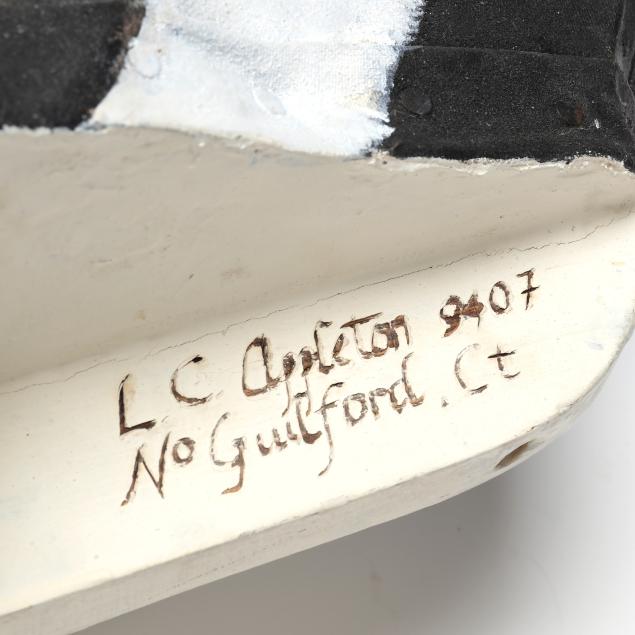 L.C. Appleton 9407
No Guilford, Ct